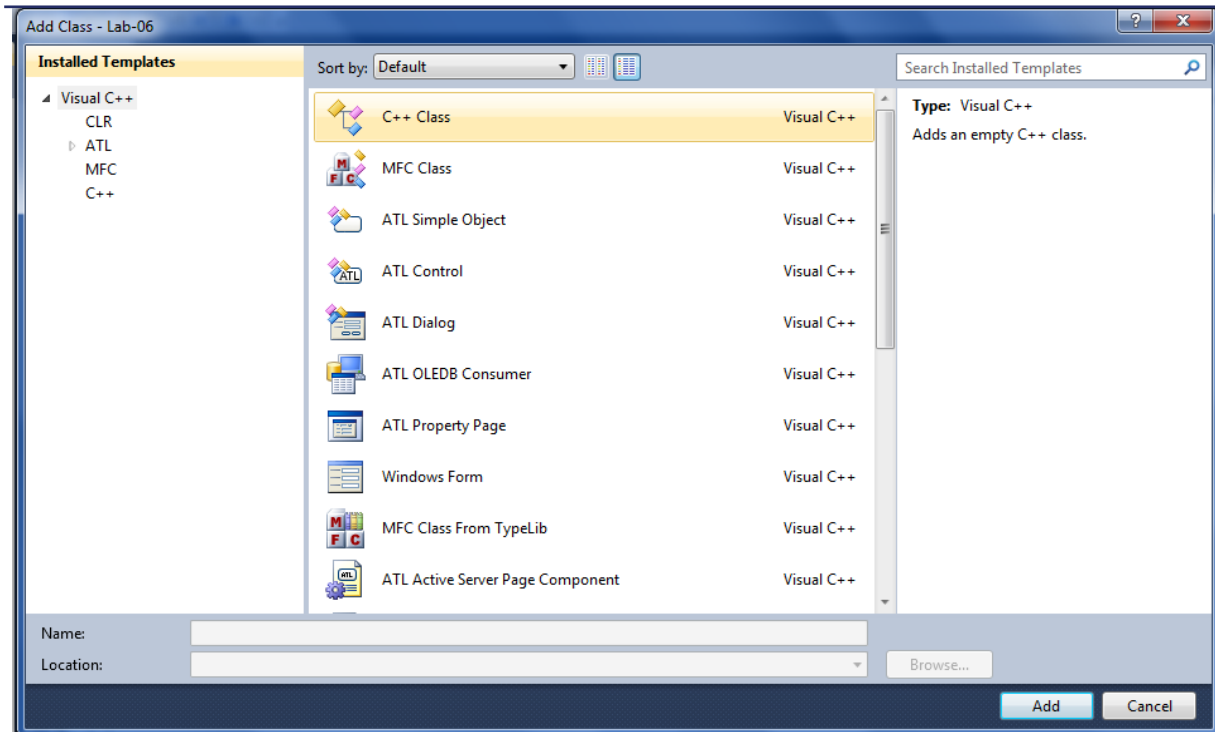 Add Class - Lab-06
?
Installed Templates
Sort by: Default
Search Installed Templates
Visual C++
CLR
ATL
MFC
C++
C++ Class Visual C++
MFC Class Visual C++
ATL Simple Object Visual C++
ATL Control Visual C++
ATL Dialog Visual C++
ATL OLEDB Consumer Visual C++
ATL Property Page Visual C++
Windows Form Visual C++
MFC Class From TypeLib Visual C++
ATL Active Server Page Component Visual C++
Type: Visual C++
Adds an empty C++ class.
Name:
Location:
Browse...
Add Cancel